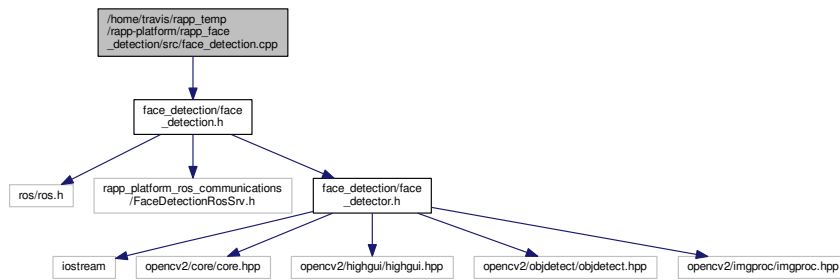 /home/travis/rapp_temp
/rapp-platform/rapp_face
_detection/src/face_detection.cpp
face_detection/face
_detection.h
ros/ros.h
rapp_platform_ros_communications
/FaceDetectionRosSrv.h
face_detection/face
_detector.h
iostream
opencv2/core/core.hpp
opencv2/highgui/highgui.hpp
opencv2/objdetect/objdetect.hpp
opencv2/imgproc/imgproc.hpp